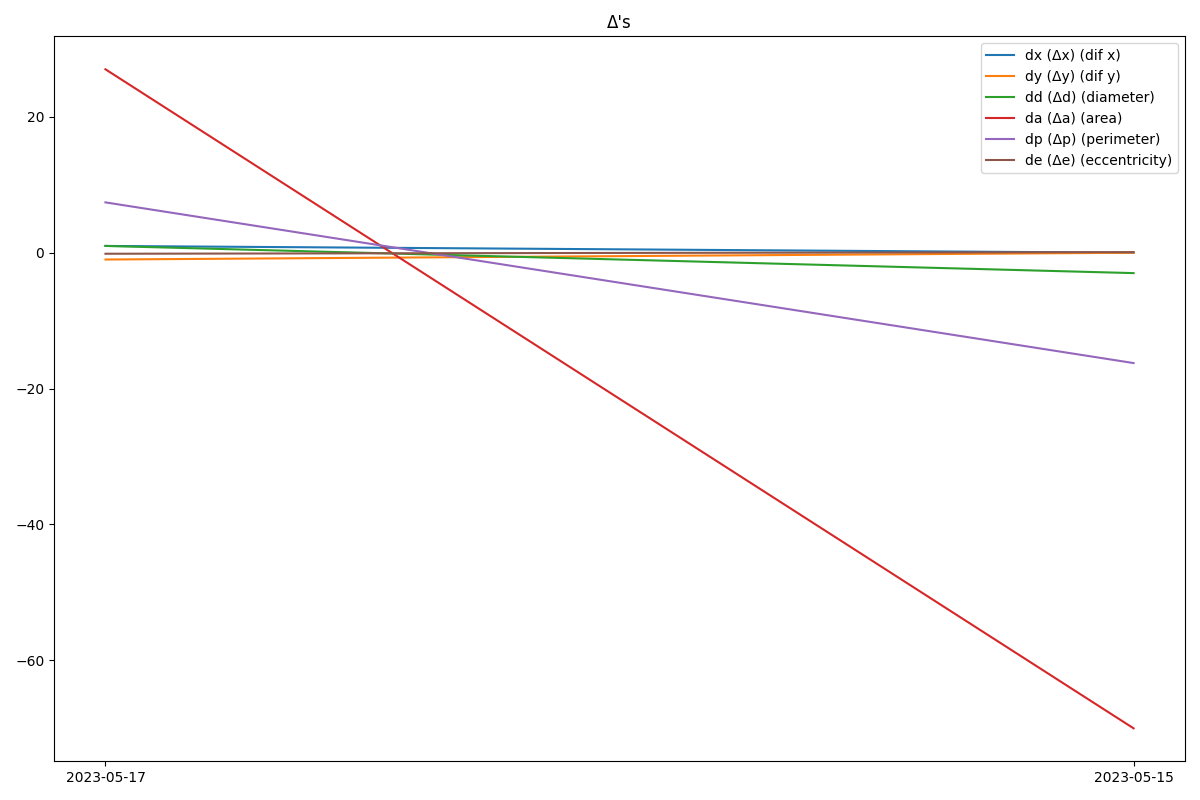 Δ's
dx (Δx) (dif x)
dy (Δy) (dif y)
dd (Δd) (diameter)
da (Δa) (area)
dp (Δp) (perimeter)
de (Δe) (eccentricity)
20
0
−20
−40
−60
2023-05-17
2023-05-15